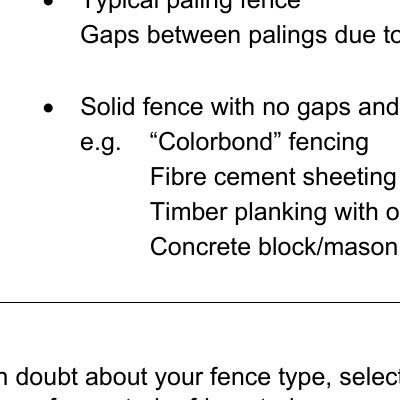 • Typical paling fence
Gaps between palings due to
• Solid fence with no gaps and
e.g. “Colorbond” fencing
Fibre cement sheeting
Timber planking with o
Concrete block/mason
n doubt about your fence type, select